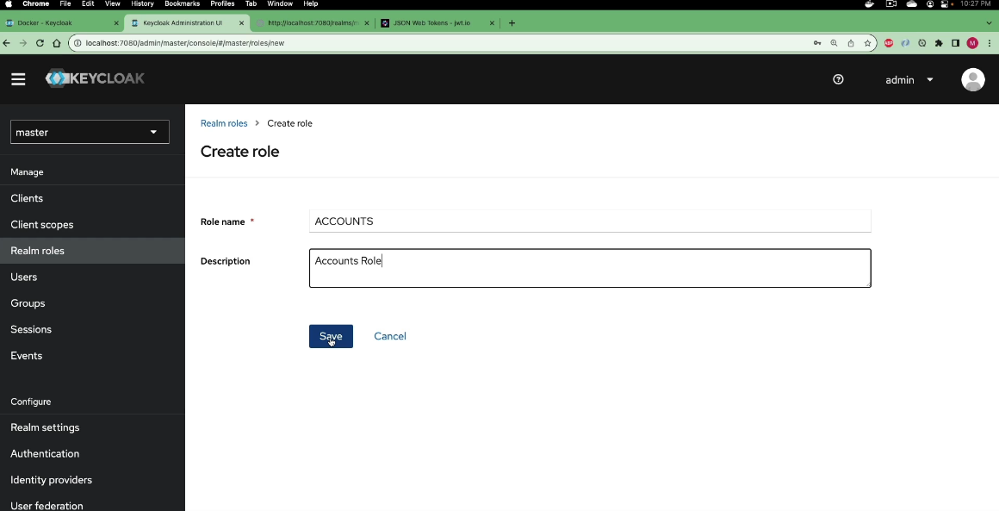 Chrome File Edit View History Bookmarks Profiles Tab Window Help 10:27 PM
Docker - Keycloak Keycloak Administration UI http://localhost:7080/realms/ JSON Web Tokens - jwt.io
localhost:7080/admin/master/console/#/master/roles/new ABP M
KEYCLOAK admin
master
Manage
Clients
Client scopes
Realm roles
Users
Groups
Sessions
Events
Configure
Realm settings
Authentication
Identity providers
User federation
Realm roles > Create role
Create role
Role name * ACCOUNTS
Description Accounts Role
Save Cancel